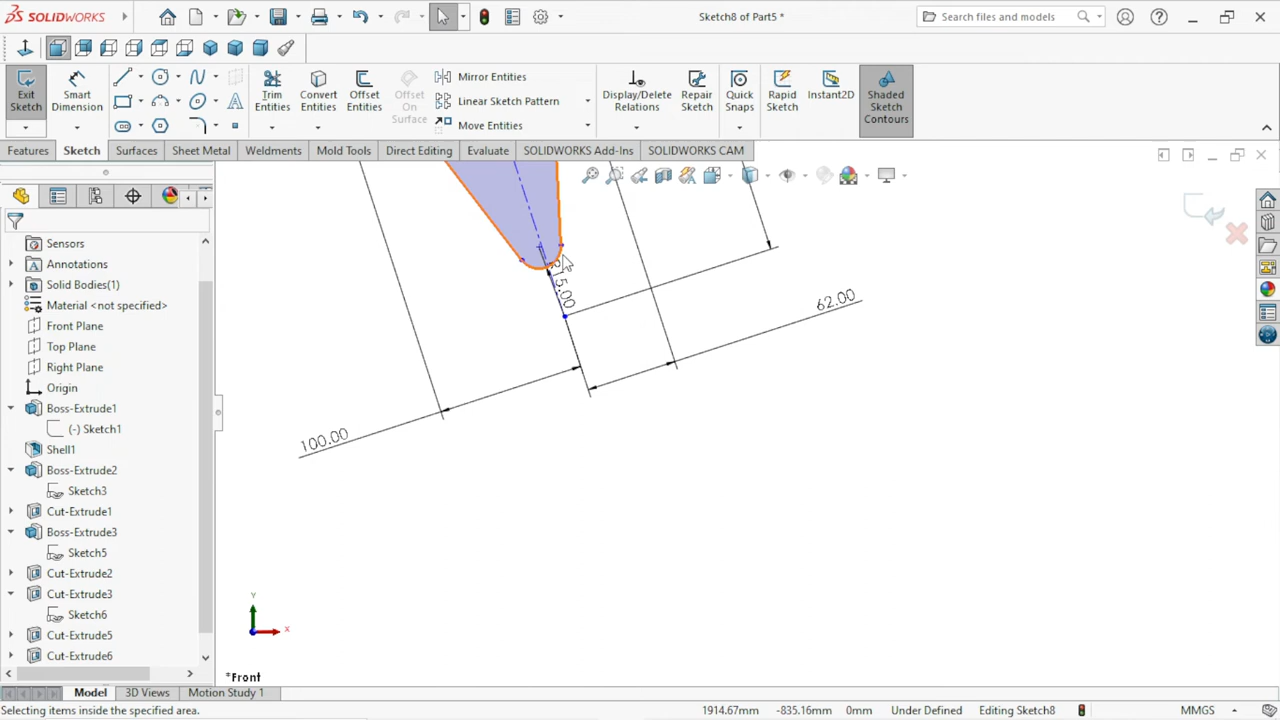 SOLIDWORKS
Sketch8 of Part5 *
Search files and models
Exit Sketch
Smart Dimension
Trim Entities
Convert Entities
Offset Entities
Offset On Surface
Mirror Entities
Linear Sketch Pattern
Move Entities
Display/Delete Relations
Repair Sketch
Quick Snaps
Rapid Sketch
Instant2D
Shaded Sketch Contours
Features
Sketch
Surfaces
Sheet Metal
Weldments
Mold Tools
Direct Editing
Evaluate
SOLIDWORKS Add-Ins
SOLIDWORKS CAM
Sensors
Annotations
Solid Bodies(1)
Material <not specified>
Front Plane
Top Plane
Right Plane
Origin
Boss-Extrude1
(-) Sketch1
Shell1
Boss-Extrude2
Sketch3
Cut-Extrude1
Boss-Extrude3
Sketch5
Cut-Extrude2
Cut-Extrude3
Sketch6
Cut-Extrude5
Cut-Extrude6
R15.00
62.00
100.00
Y
X
*Front
Model
3D Views
Motion Study 1
Selecting items inside the specified area.
1914.67mm
-835.16mm
0mm
Under Defined
Editing Sketch8
MMGS